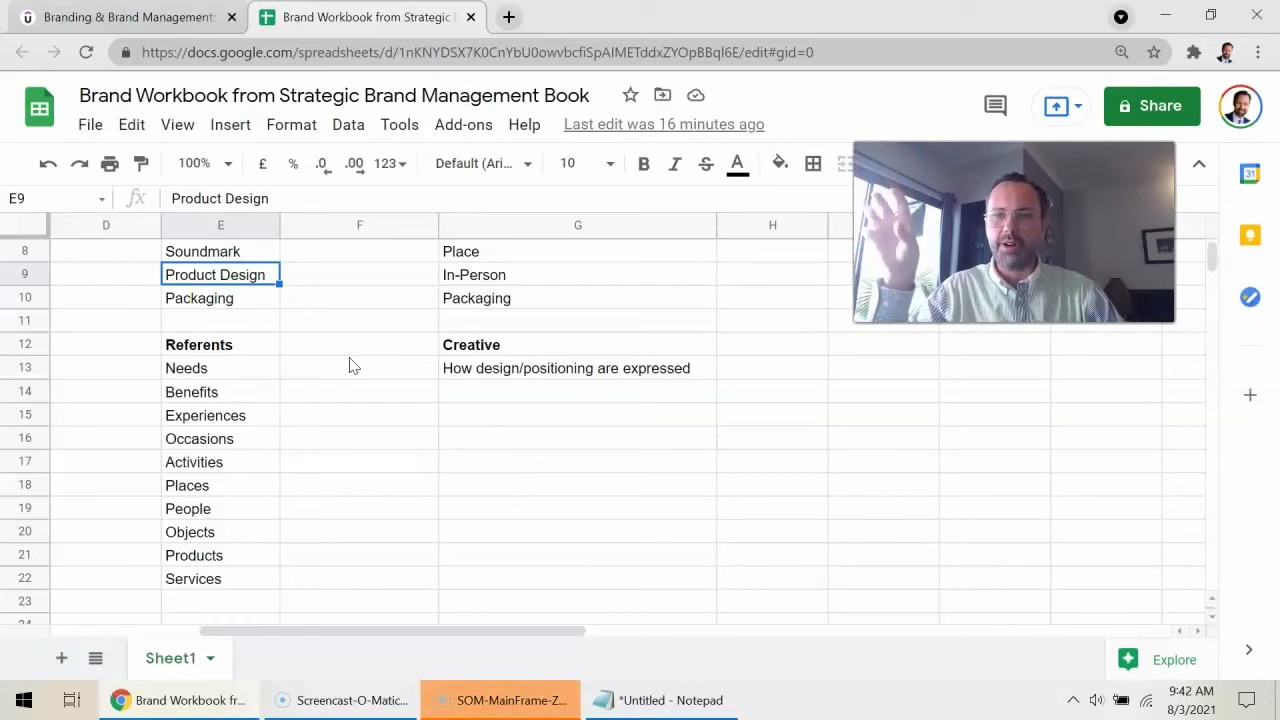 Branding & Brand Management:
Brand Workbook from Strategic
https://docs.google.com/spreadsheets/d/1nKNYDSX7K0CnYbU0owvbcfiSpAlMETddxZYOpBBql6E/edit#gid=0
Brand Workbook from Strategic Brand Management Book
Share
File Edit View Insert Format Data Tools Add-ons Help Last edit was 16 minutes ago
100% £ % .0 .00 123 Default (Ari... 10 B I S A
31
E9 fx Product Design
D E F G H
8 Soundmark Place
9 Product Design In-Person
10 Packaging Packaging
11
12 Referents Creative
13 Needs How design/positioning are expressed
14 Benefits
15 Experiences
16 Occasions
17 Activities
18 Places
19 People
20 Objects
21 Products
22 Services
23
24
Sheet1 Explore
Brand Workbook fr... Screencast-O-Matic... SOM-MainFrame-Z... *Untitled - Notepad
9:42 AM
8/3/2021